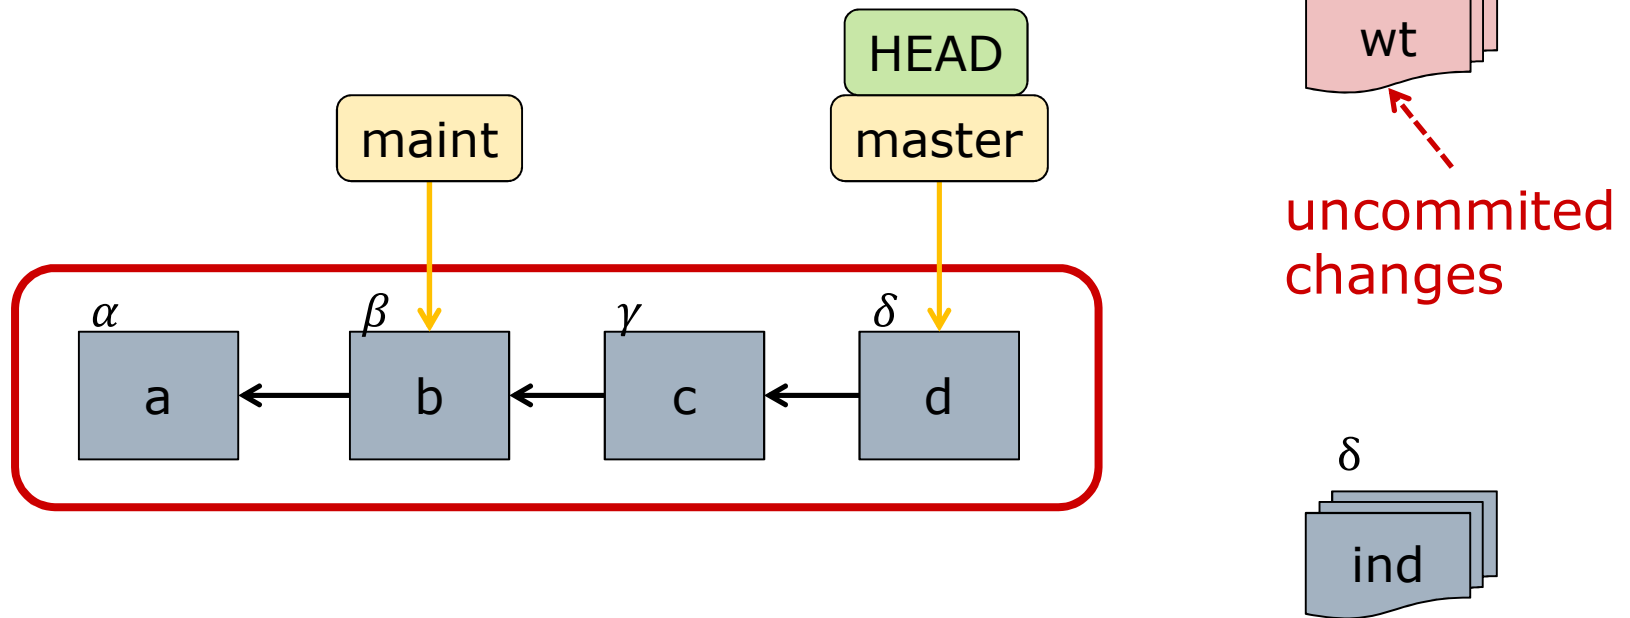 HEAD
wt
maint
master
uncommited
changes
α
β
γ
δ
a
b
c
d
δ
ind